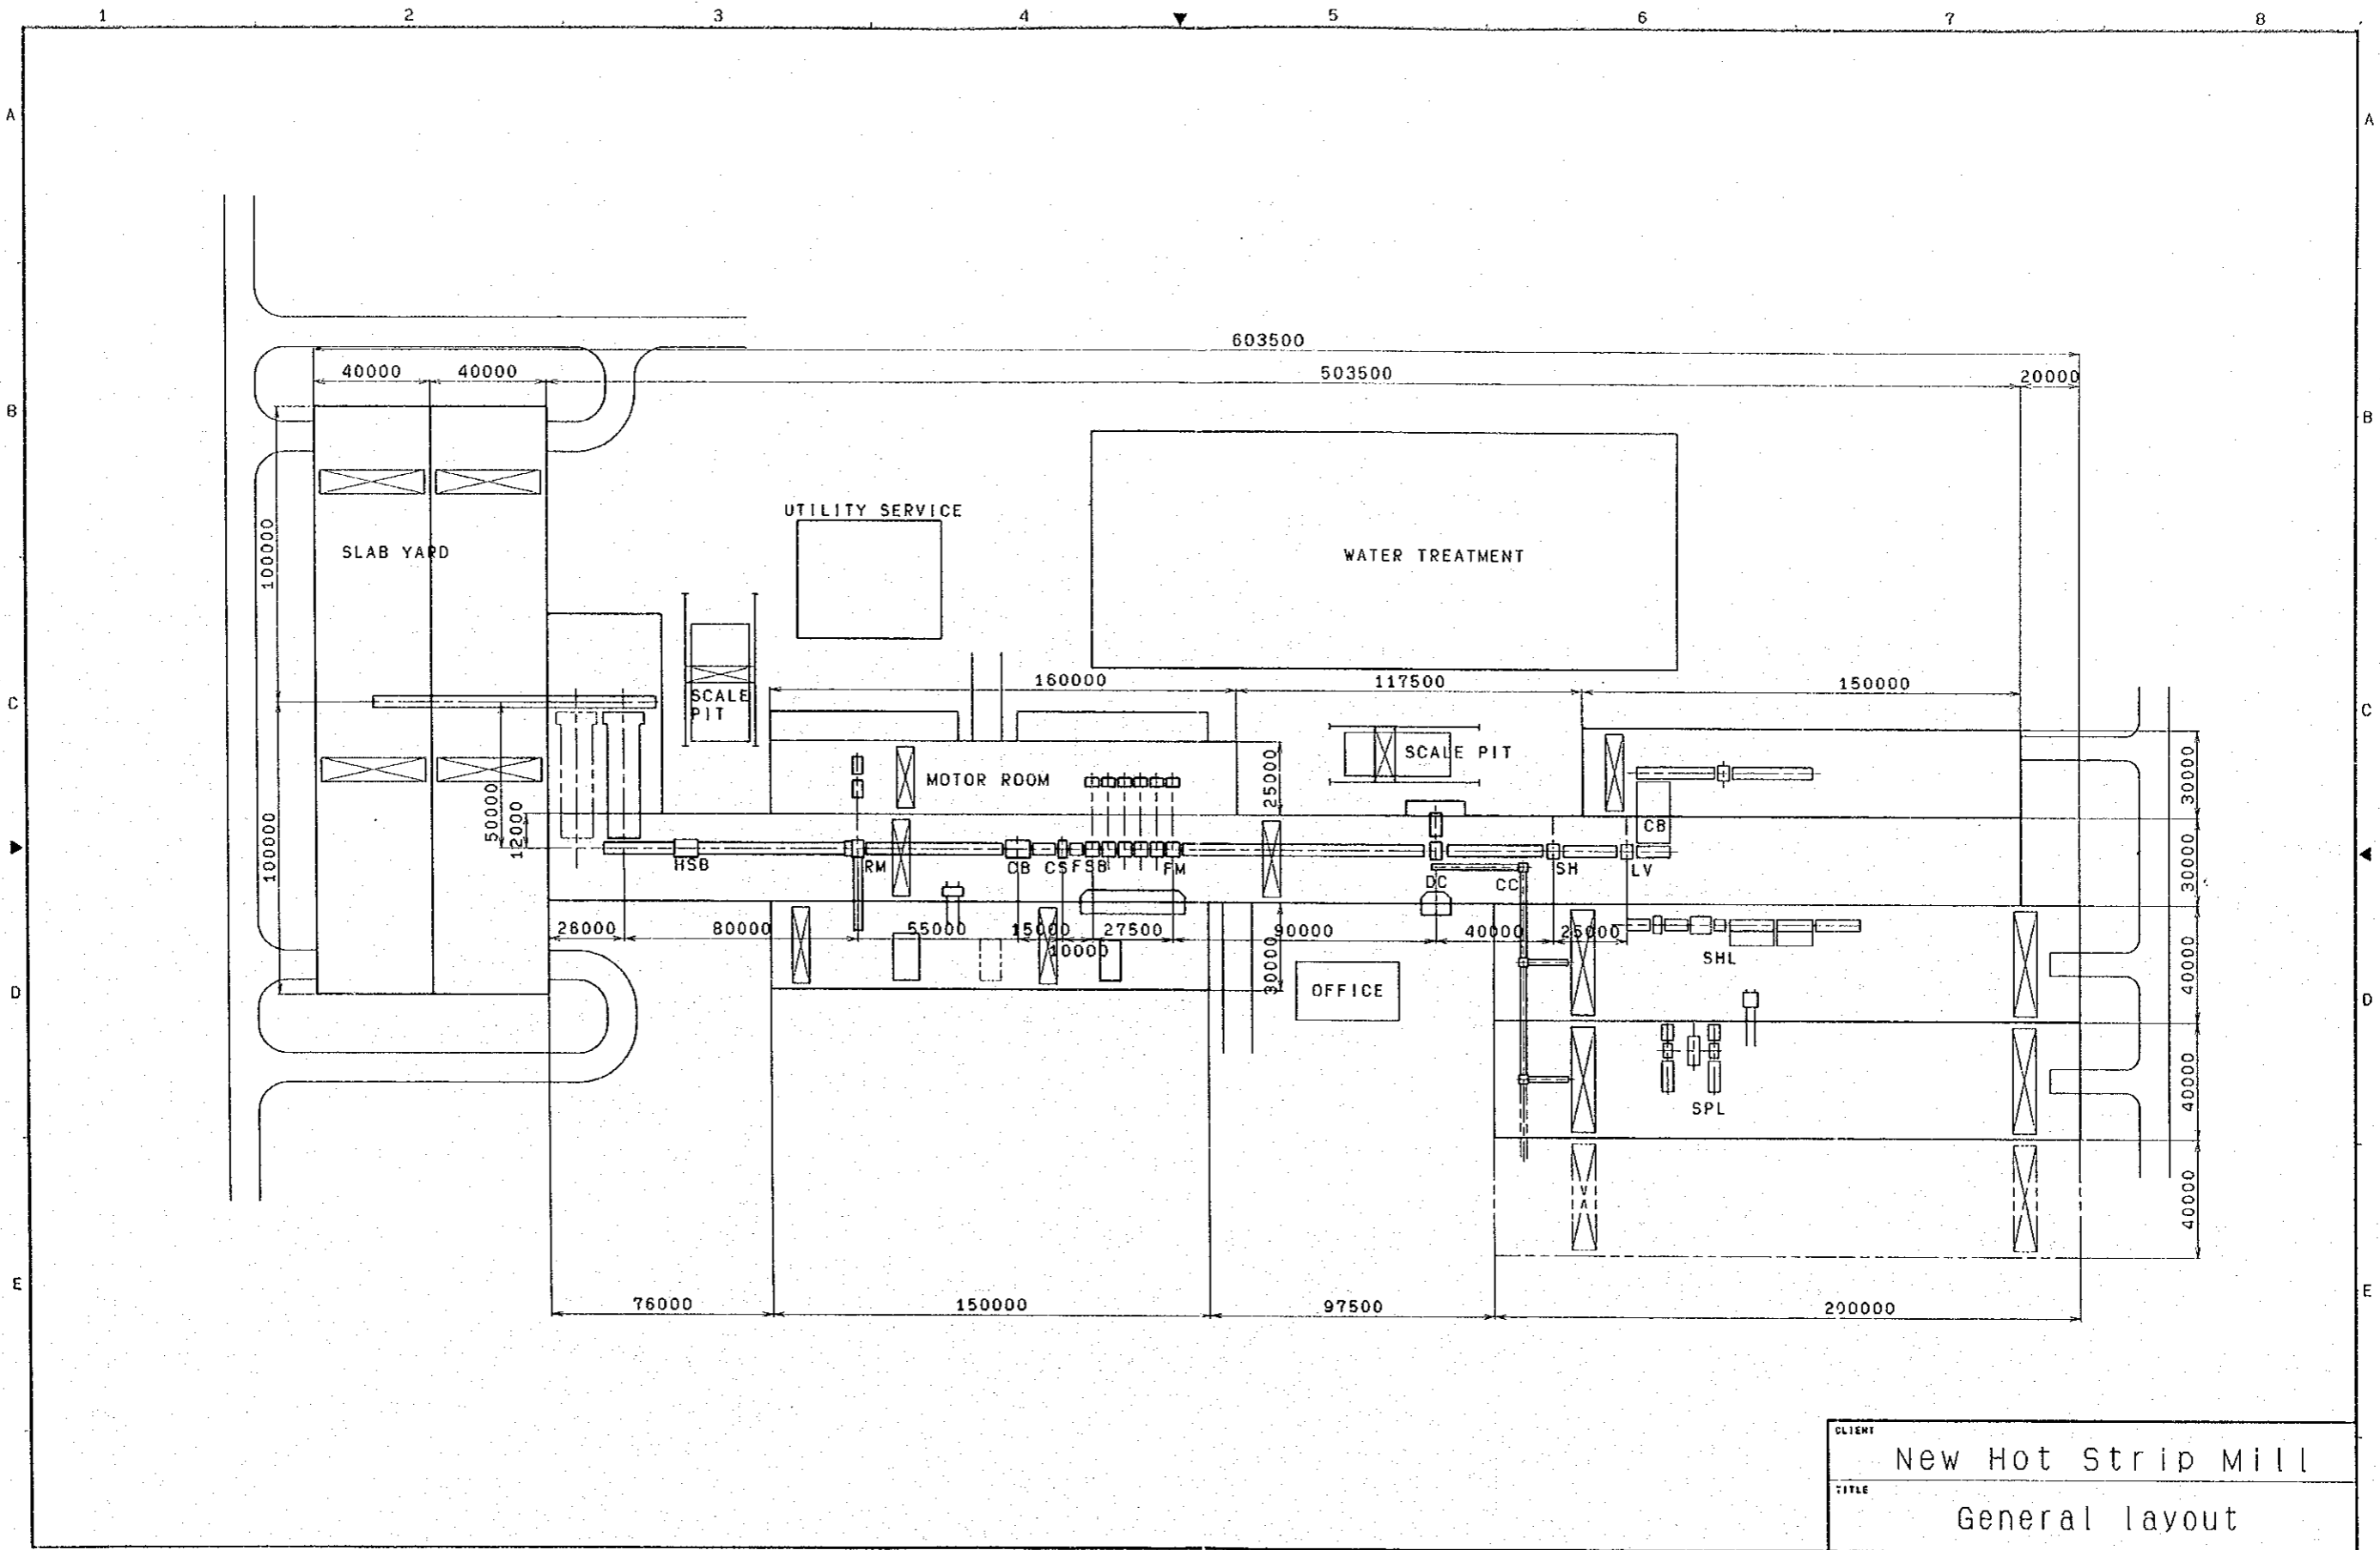 1 2 3 4 5 6 7 8
A A
603500
40000 40000 503500 20000
B B
UTILITY SERVICE
100000
SLAB YARD
WATER TREATMENT
160000 117500 150000
SCALE
PIT
C C
MOTOR ROOM
SCALE PIT
25000
30000
50000
12000
CB
100000
HSB RM CB CS FSB FM DC CC SH LV
30000
26000 80000 55000 15000 27500 90000 40000 25000
10000
30000
SHL
40000
OFFICE
D D
SPL
40000
40000
E E
76000 150000 97500 200000
CLIENT
New Hot Strip Mill
TITLE
General layout